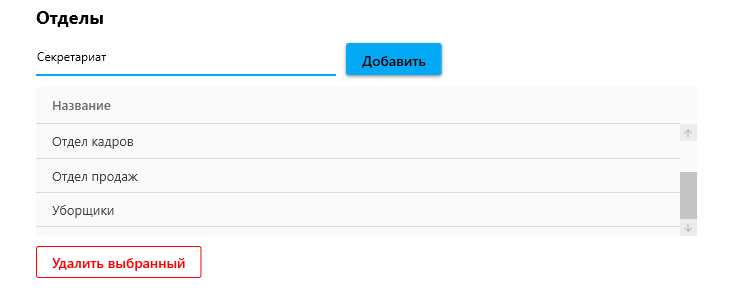 Отделы
Секретариат
Добавить
Название
Отдел кадров
Отдел продаж
Уборщики
Удалить выбранный